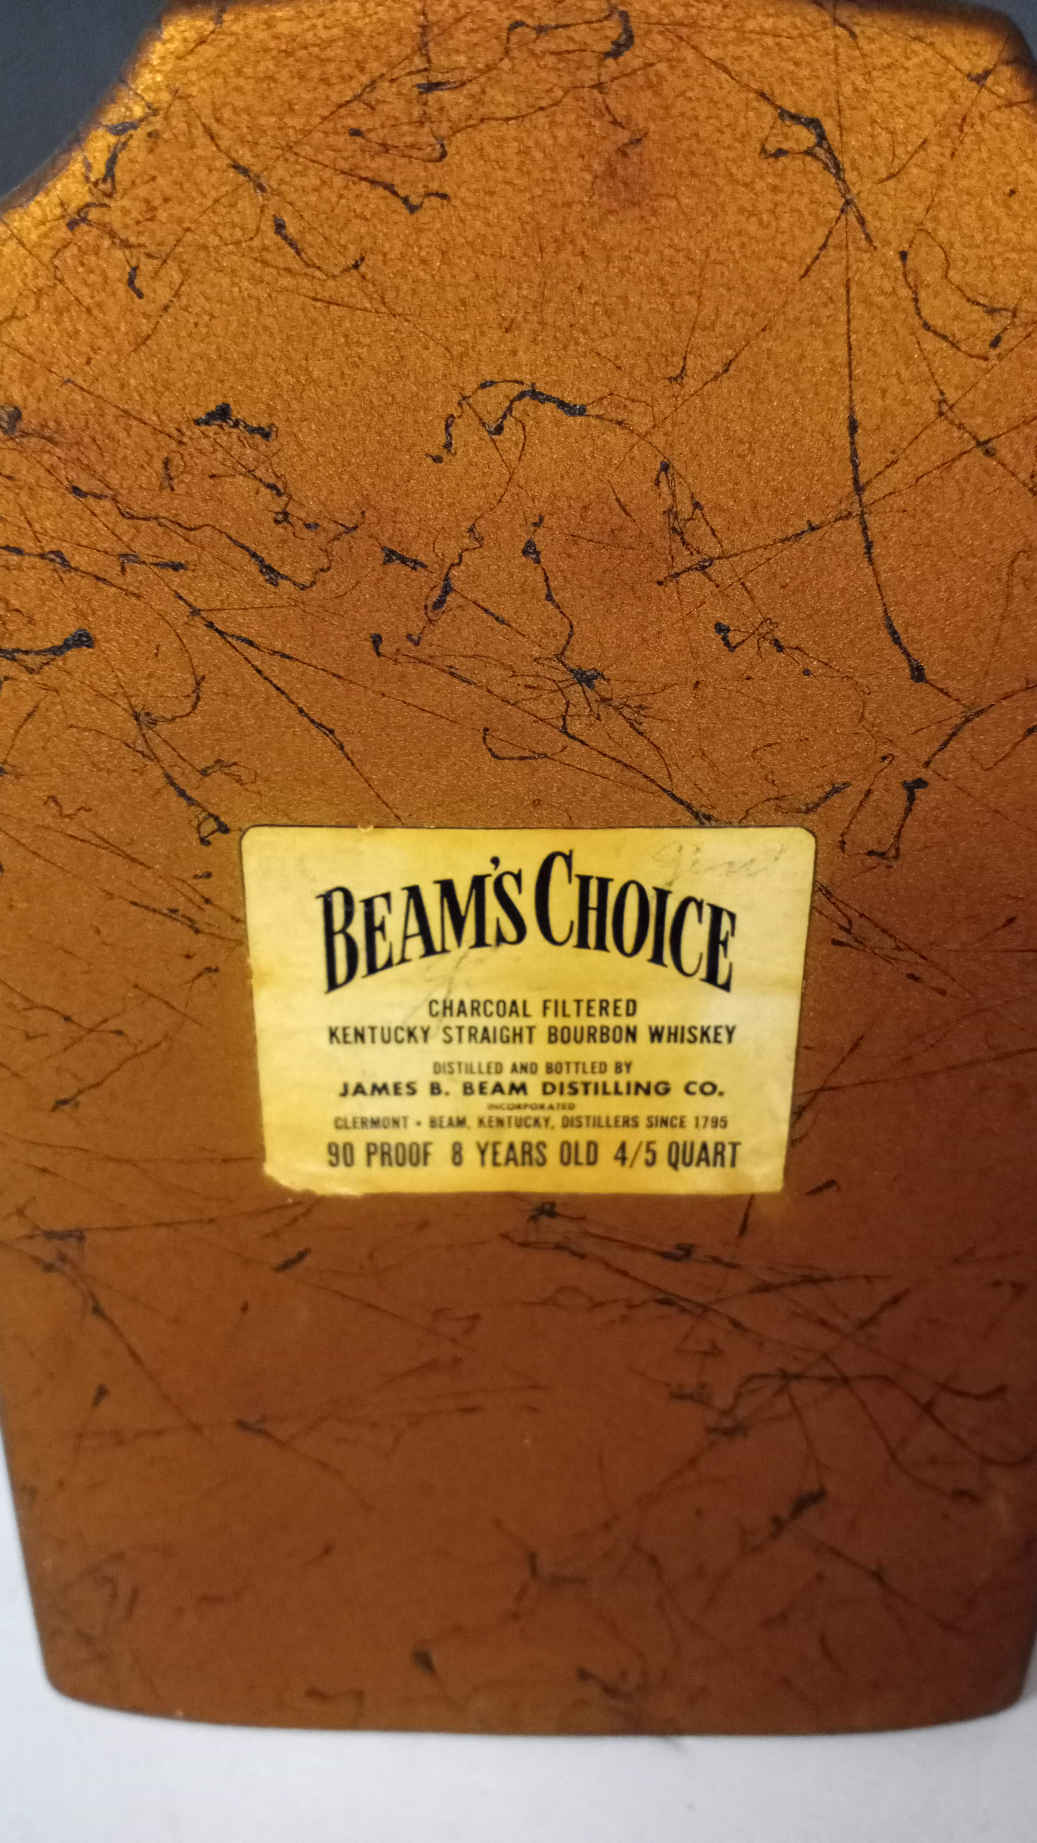 BEAM'S CHOICE
CHARCOAL FILTERED
KENTUCKY STRAIGHT BOURBON WHISKEY
DISTILLED AND BOTTLED BY
JAMES B. BEAM DISTILLING CO.
INCORPORATED
CLERMONT • BEAM, KENTUCKY, DISTILLERS SINCE 1795
90 PROOF 8 YEARS OLD 4/5 QUART